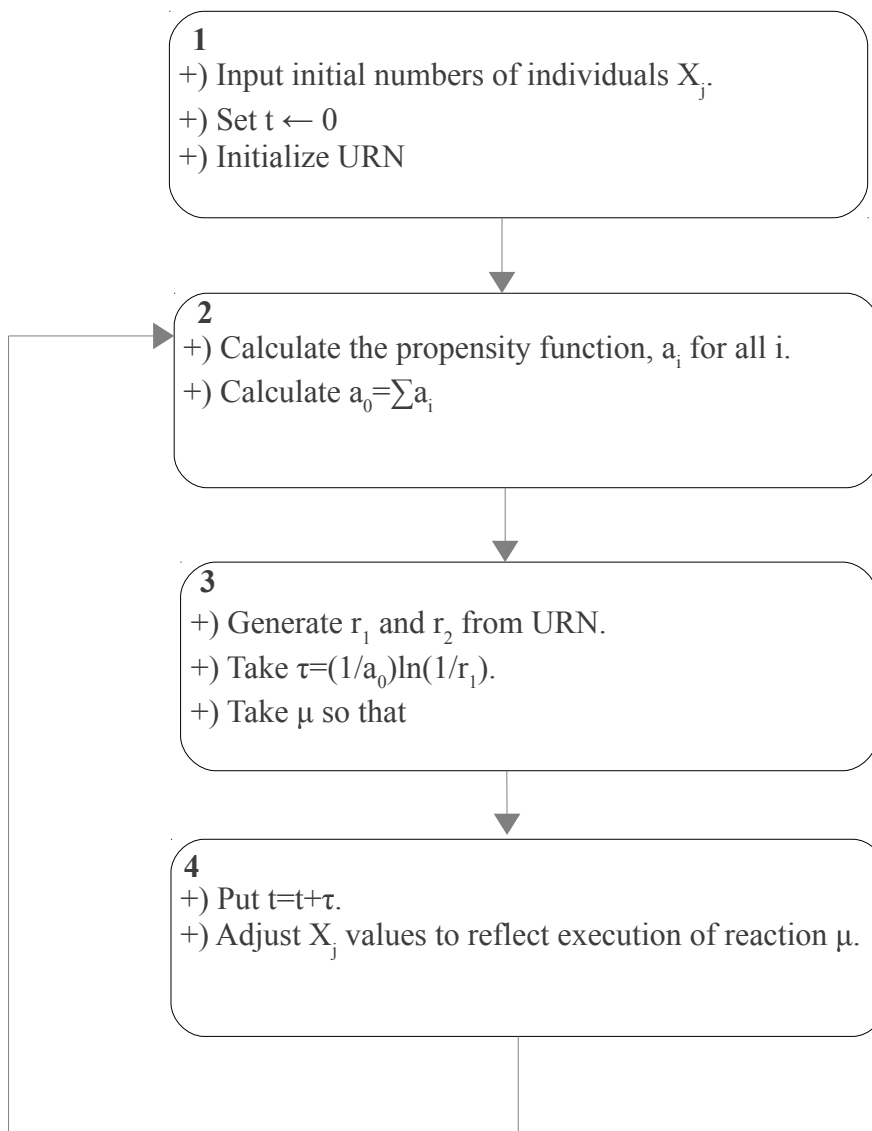 1
+) Input initial numbers of individuals Xⱼ.
+) Set t ← 0
+) Initialize URN
2
+) Calculate the propensity function, aᵢ for all i.
+) Calculate a₀=∑aᵢ
3
+) Generate r₁ and r₂ from URN.
+) Take τ=(1/a₀)ln(1/r₁).
+) Take μ so that
4
+) Put t=t+τ.
+) Adjust Xⱼ values to reflect execution of reaction μ.